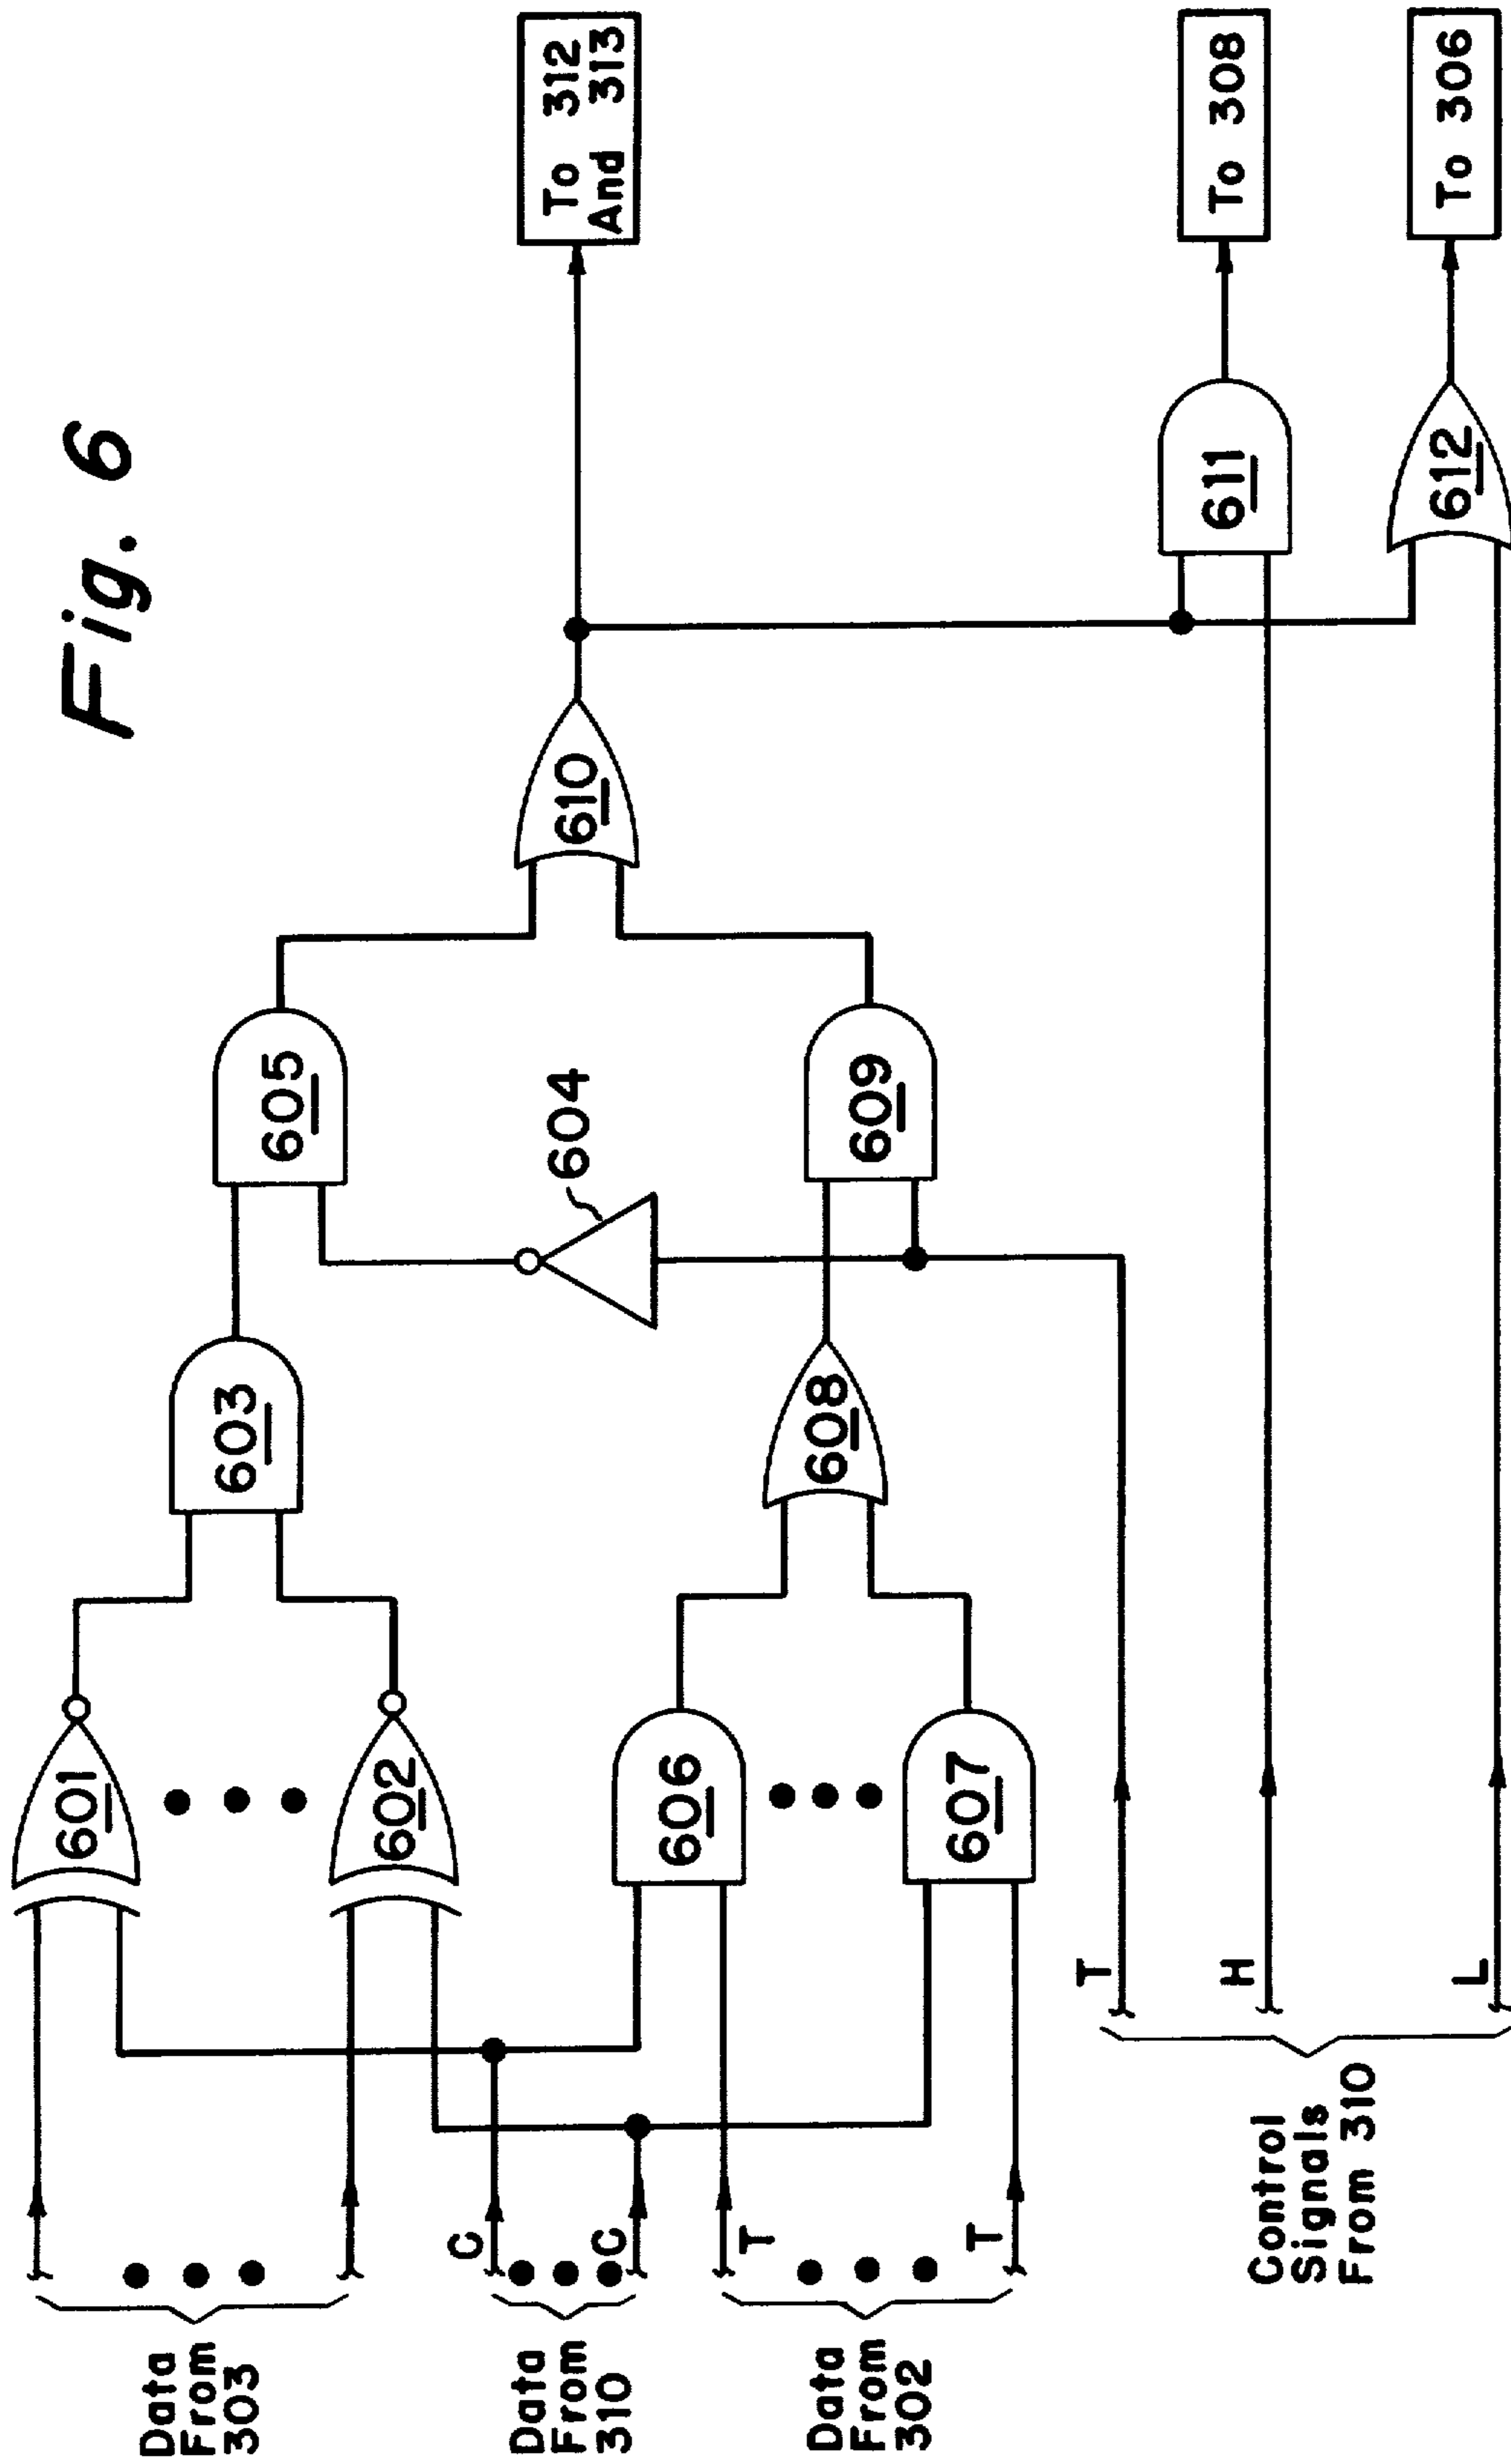 Fig. 6
Data
From
303
Data
From
310
Data
From
302
C
C
T
T
601
602
603
604
605
606
607
608
609
610
611
612
T
H
L
Control
Signals
From 310
To 312
And 313
To 308
To 306